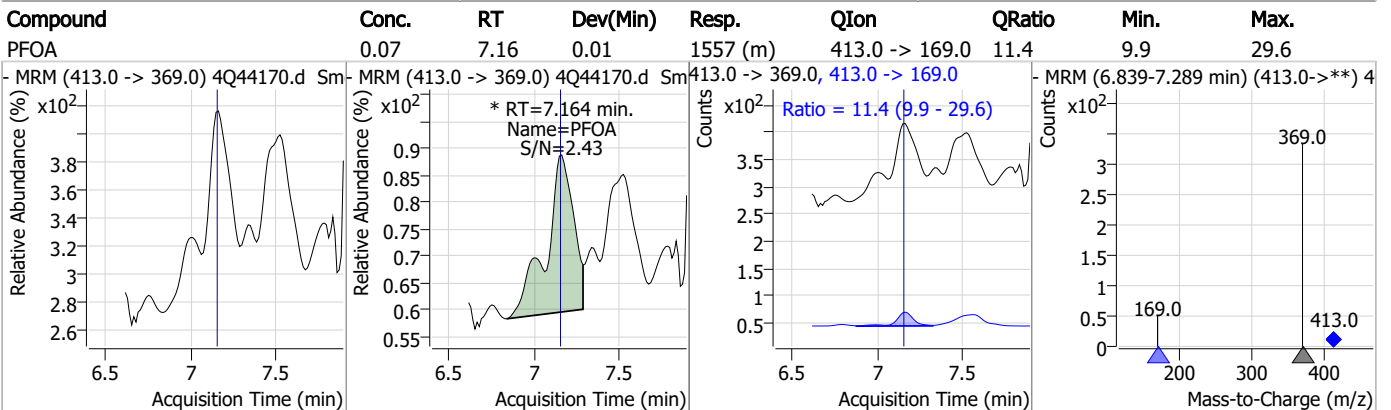 Compound Conc. RT Dev(Min) Resp. QIon QRatio Min. Max.
PFOA 0.07 7.16 0.01 1557 (m) 413.0 -> 169.0 11.4 9.9 29.6
- MRM (413.0 -> 369.0) 4Q44170.d Sm
x10²
Relative Abundance (%)
3.8
3.6
3.4
3.2
3
2.8
2.6
6.5 7 7.5
Acquisition Time (min)
- MRM (413.0 -> 369.0) 4Q44170.d Sm
x10²
* RT=7.164 min.
Name=PFOA
S/N=2.43
Relative Abundance (%)
0.9
0.85
0.8
0.75
0.7
0.65
0.6
0.55
6.5 7 7.5
Acquisition Time (min)
413.0 -> 369.0, 413.0 -> 169.0
x10²
Ratio = 11.4 (9.9 - 29.6)
Counts
3.5
3
2.5
2
1.5
1
0.5
6.5 7 7.5
Acquisition Time (min)
- MRM (6.839-7.289 min) (413.0->**) 4
x10²
Counts
369.0
3
2.5
2
1.5
1
0.5
0
169.0
413.0
200 300 400
Mass-to-Charge (m/z)